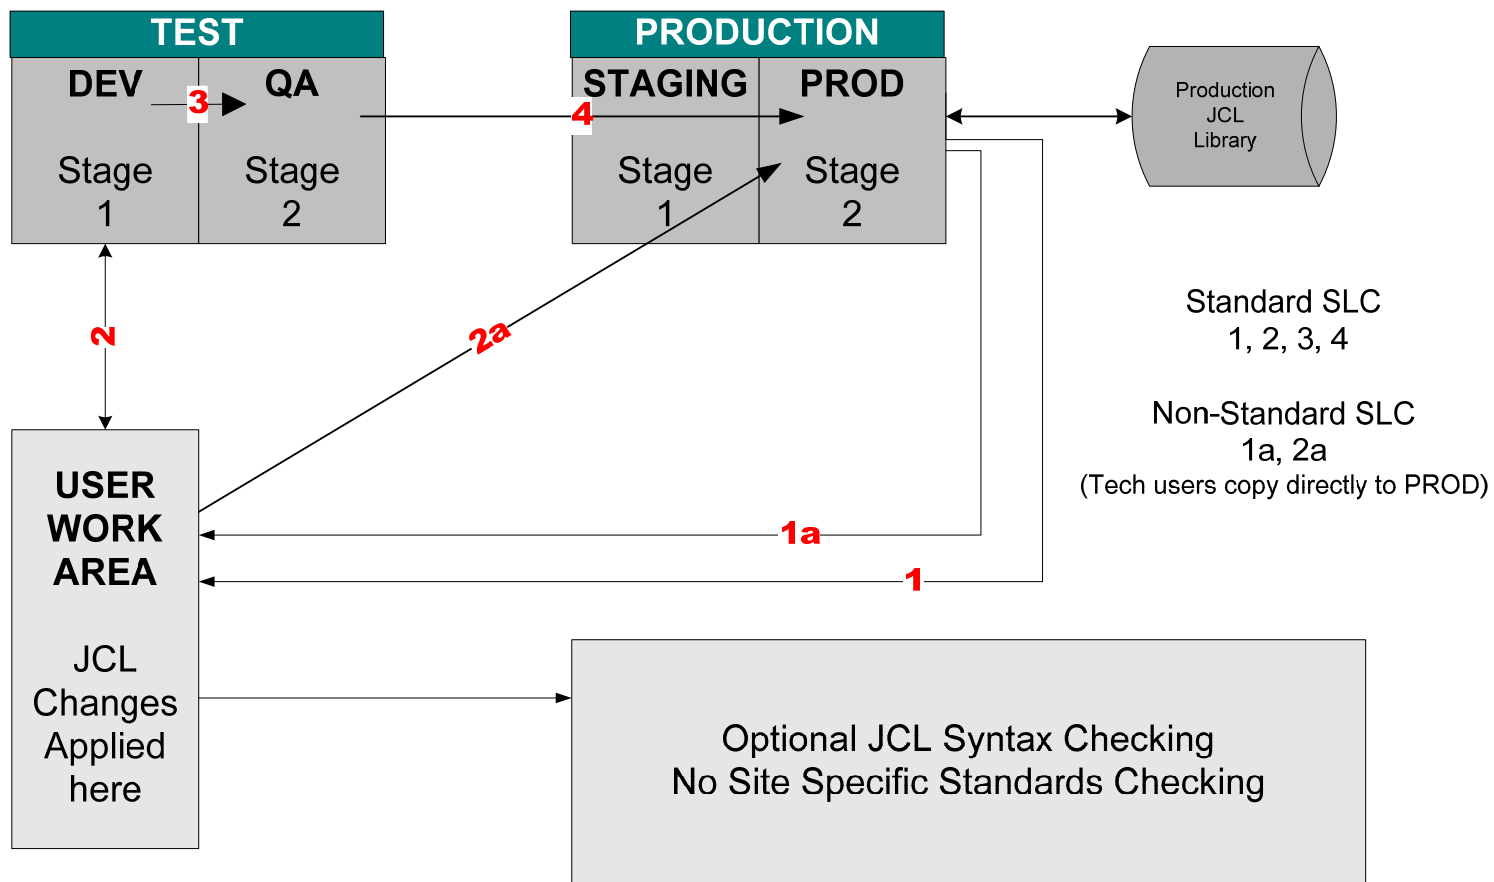 TEST
DEV
QA
3
Stage
1
Stage
2
PRODUCTION
STAGING
PROD
4
Stage
1
Stage
2
Production
JCL
Library
2
2a
Standard SLC
1, 2, 3, 4
Non-Standard SLC
1a, 2a
(Tech users copy directly to PROD)
USER
WORK
AREA
JCL
Changes
Applied
here
1a
1
Optional JCL Syntax Checking
No Site Specific Standards Checking